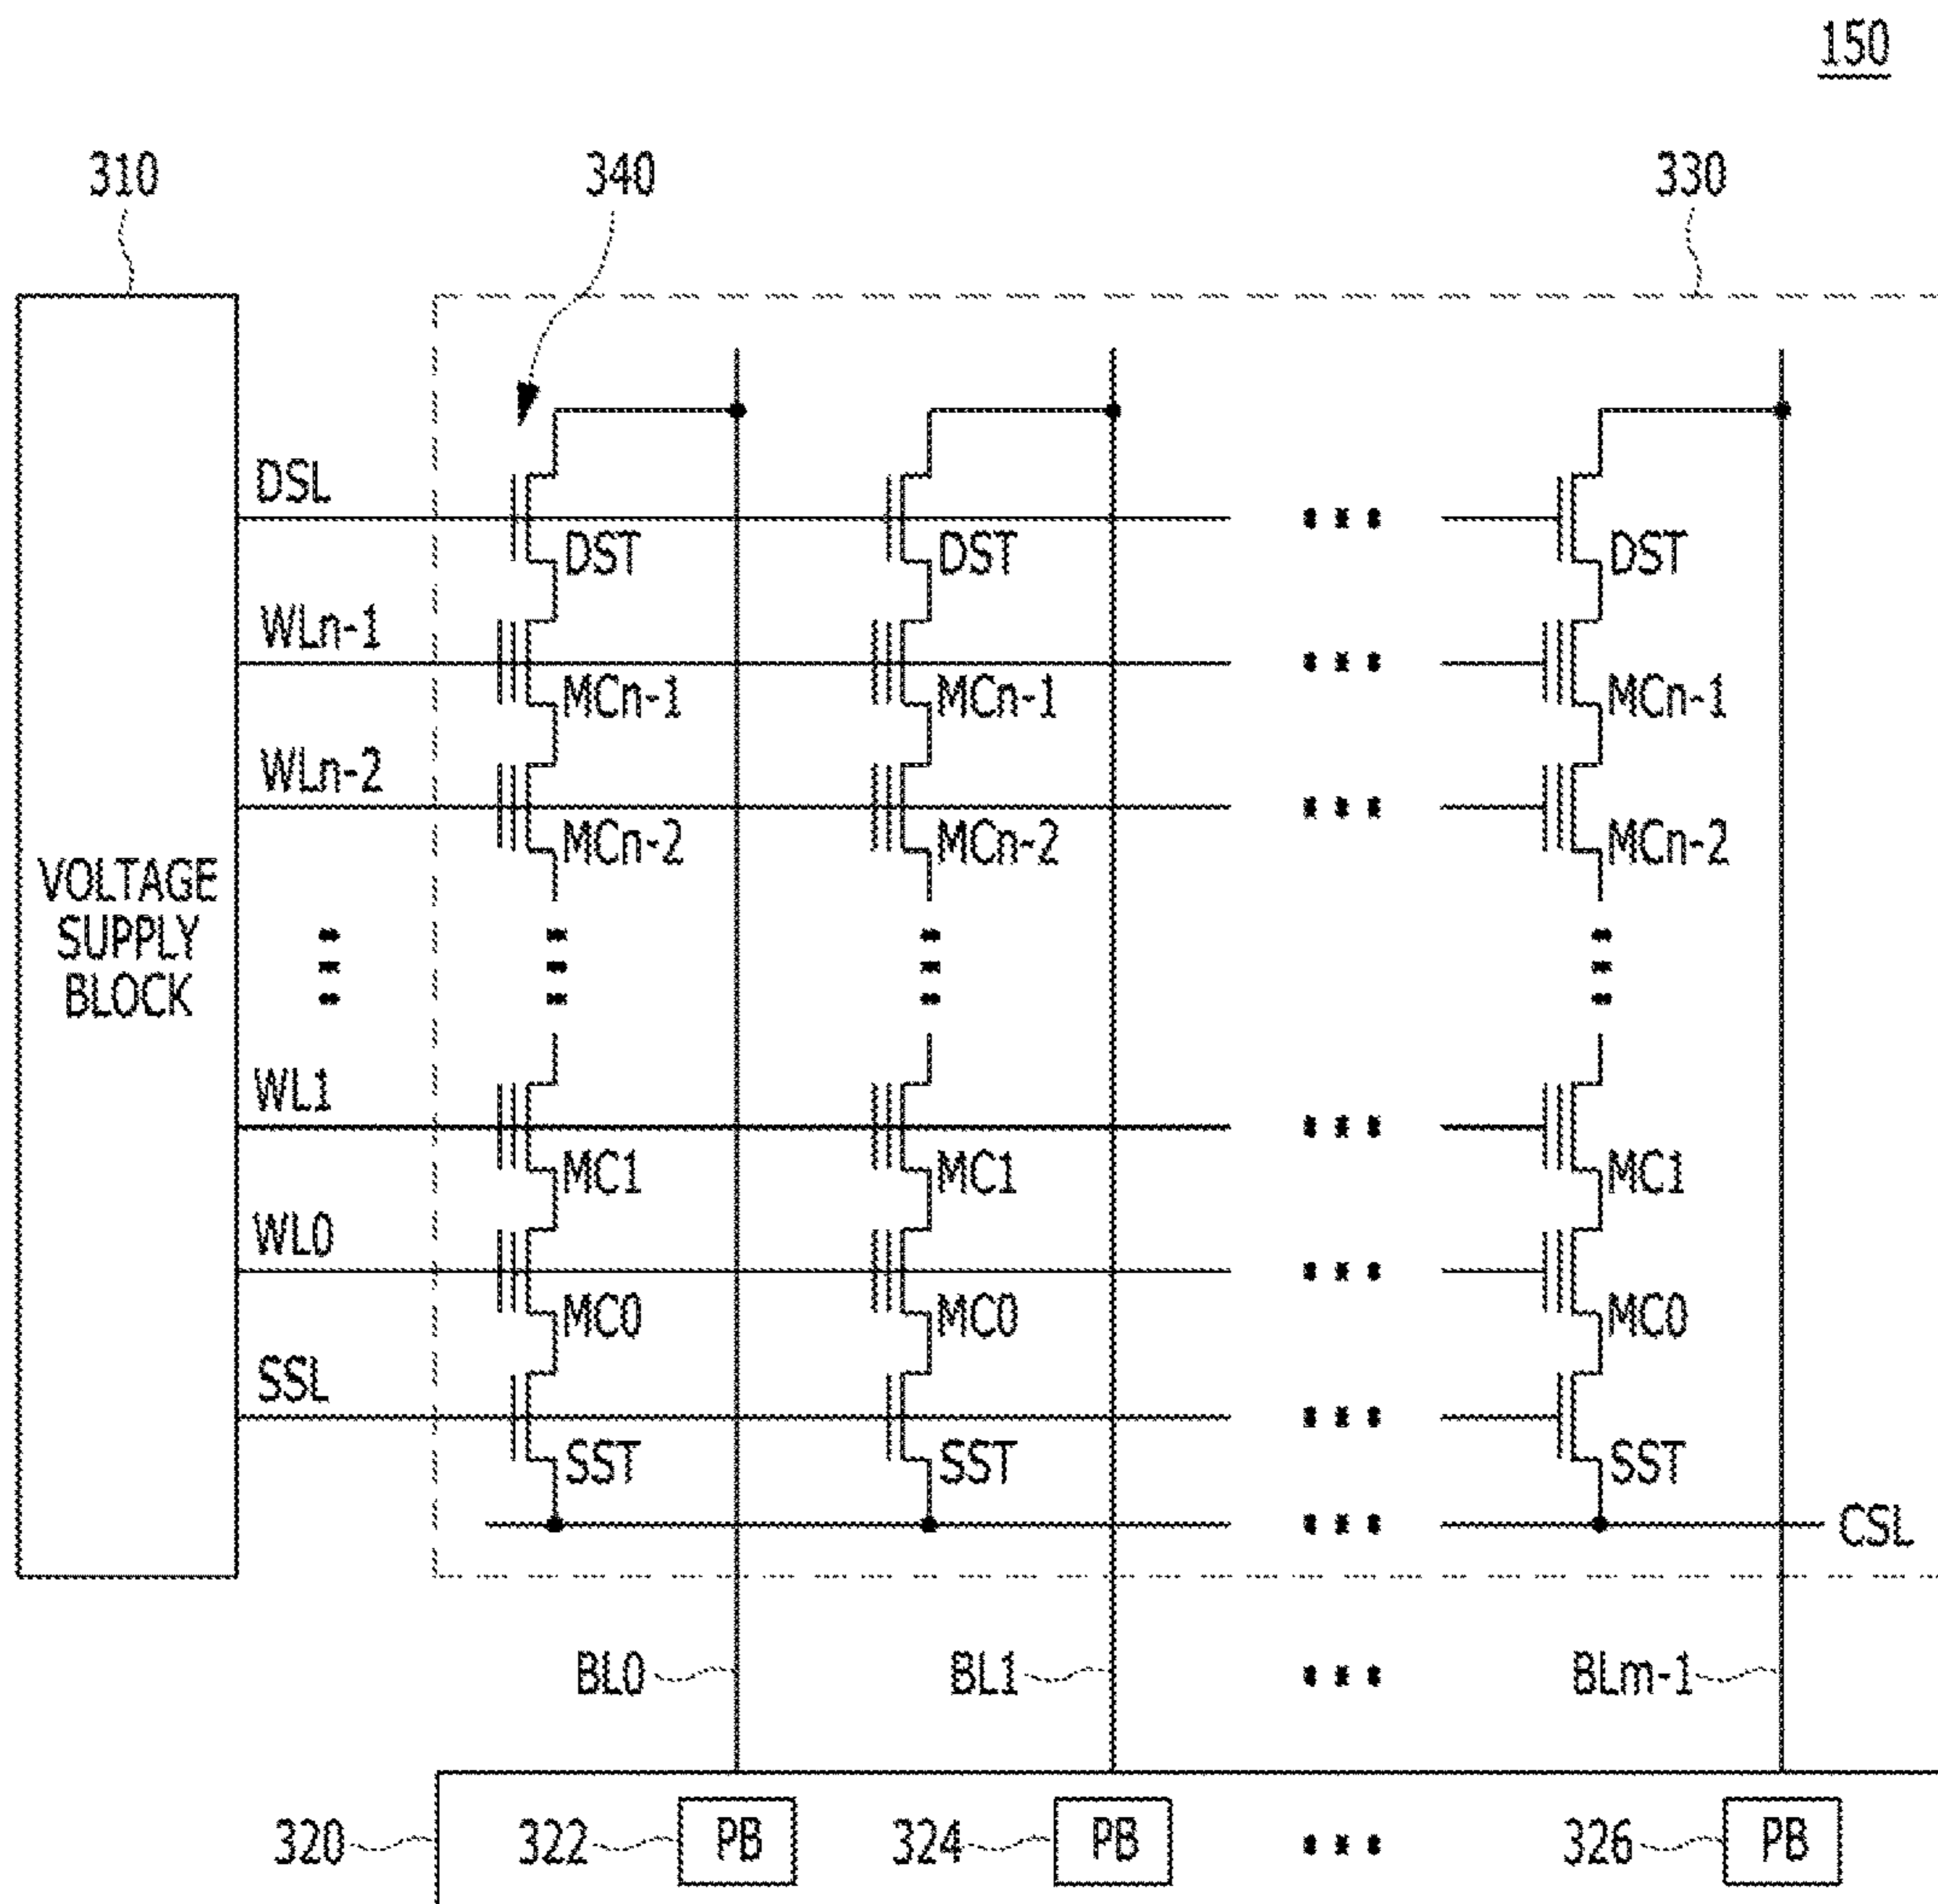 150
310 340 330
DSL
DST DST DST
WLn-1
MCn-1 MCn-1 MCn-1
WLn-2
MCn-2 MCn-2 MCn-2
VOLTAGE
SUPPLY
BLOCK
WL1
MC1 MC1 MC1
WL0
MC0 MC0 MC0
SSL
SST SST SST
CSL
BL0 BL1 BLm-1
320 322 PB 324 PB 326 PB